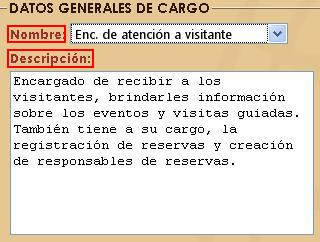 DATOS GENERALES DE CARGO
Nombre: Enc. de atención a visitante
Descripción:
Encargado de recibir a los
visitantes, brindarles información
sobre los eventos y visitas guiadas.
También tiene a su cargo, la
registración de reservas y creación
de responsables de reservas.